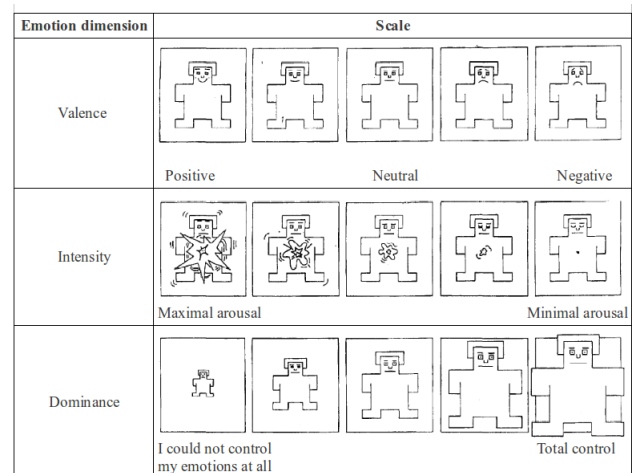 Emotion dimension
Scale
Valence
Positive
Neutral
Negative
Intensity
Maximal arousal
Minimal arousal
Dominance
I could not control
my emotions at all
Total control